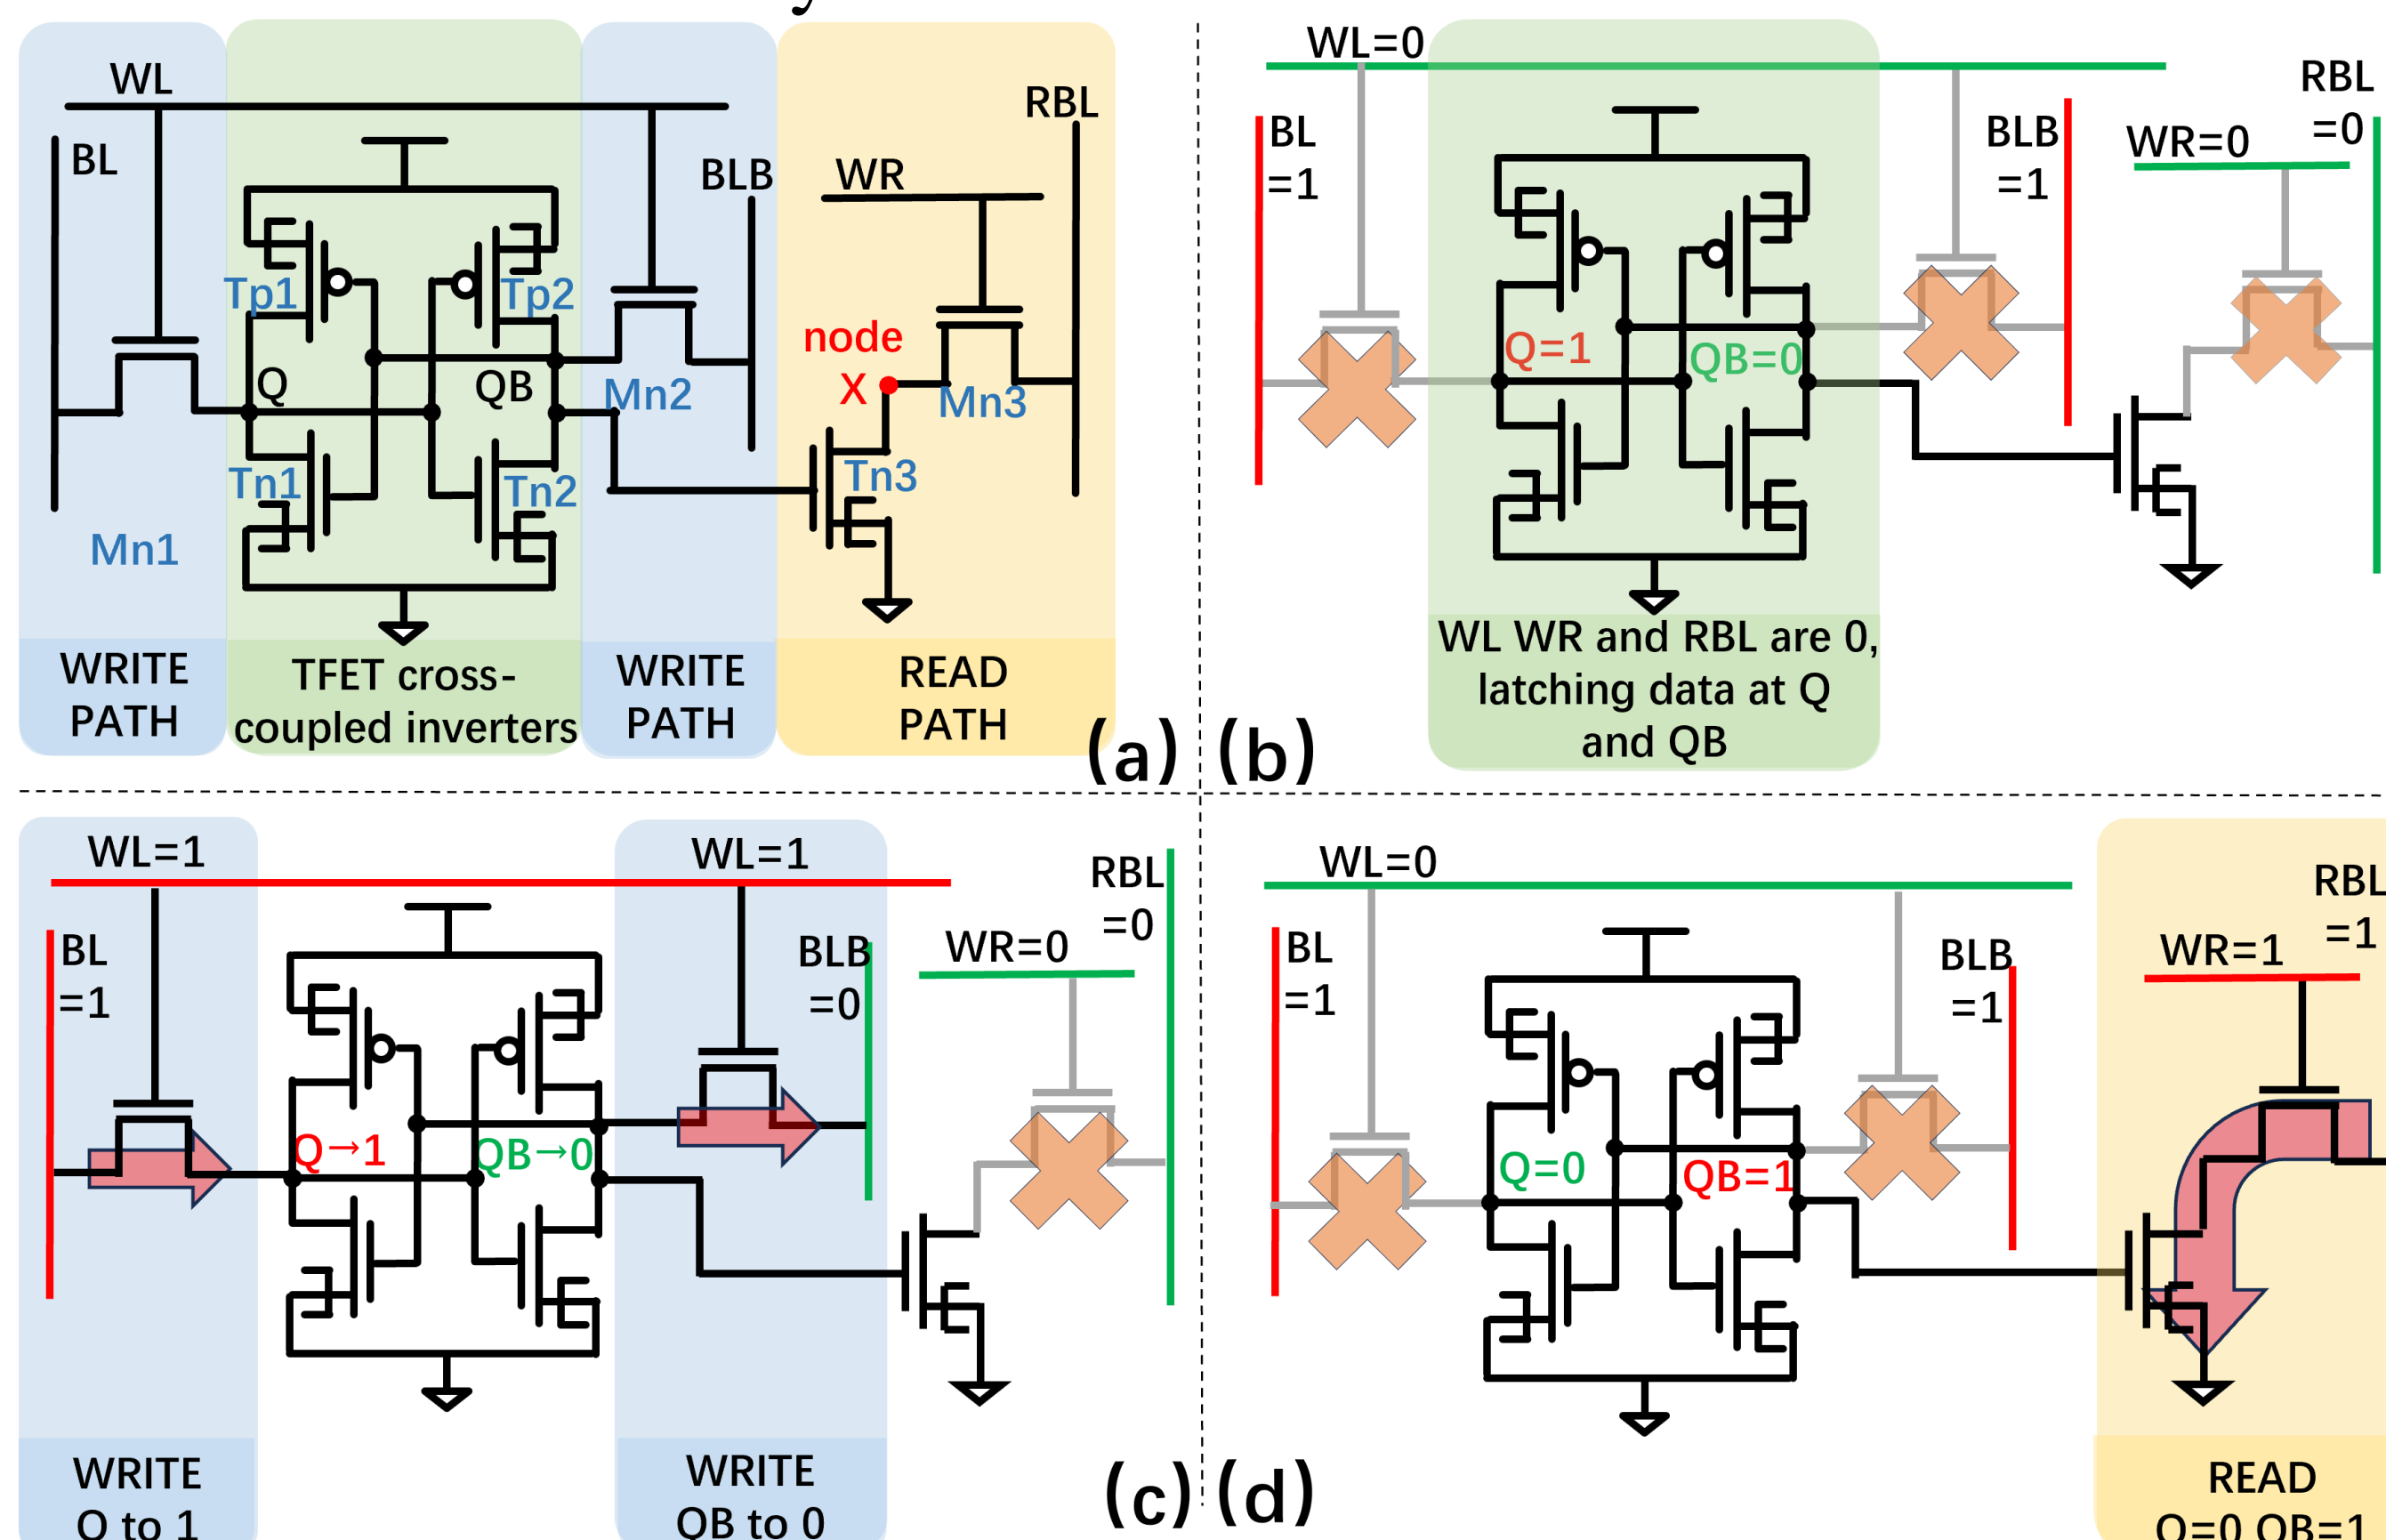 WL
BL
BLB
WR
RBL
Tp1
Tp2
node
X
Q
QB
Mn2
Mn3
Tn1
Tn2
Tn3
Mn1
WRITE
PATH
TFET cross-
coupled inverters
WRITE
PATH
READ
PATH
(a)
WL=0
BL
=1
BLB
=1
WR=0
RBL
=0
Q=1
QB=0
WL WR and RBL are 0,
latching data at Q
and QB
(b)
WL=1
WL=1
BL
=1
BLB
=0
WR=0
RBL
=0
Q→1
QB→0
WRITE
Q to 1
WRITE
QB to 0
(c)
WL=0
BL
=1
BLB
=1
WR=1
RBL
=1
Q=0
QB=1
READ
Q=0 QB=1
(d)